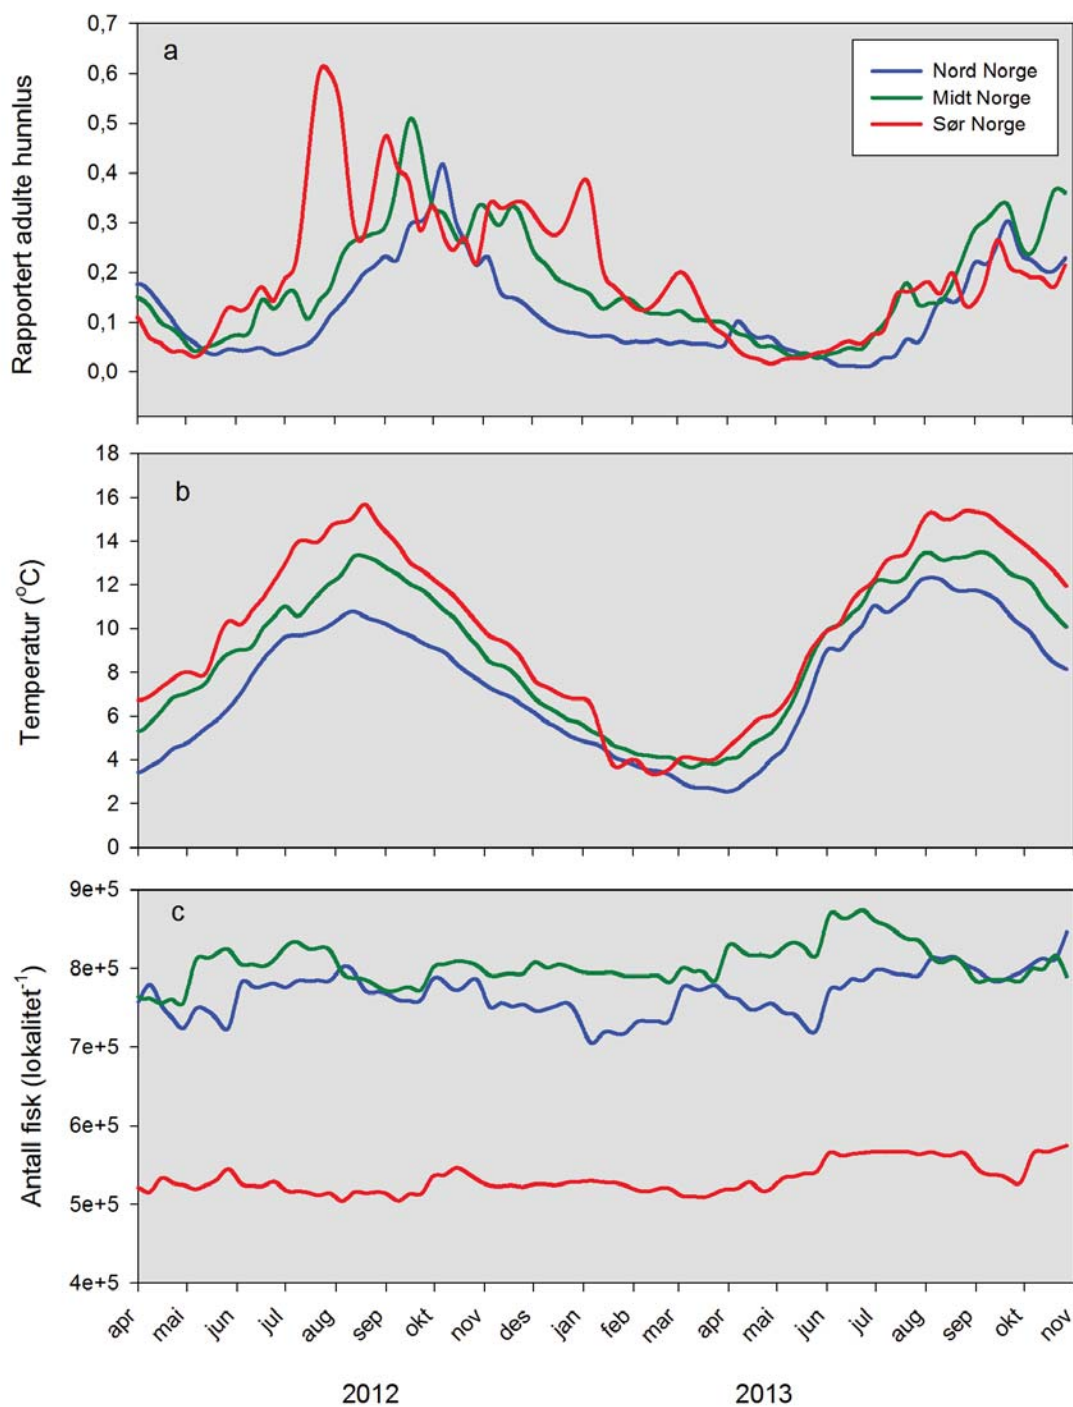 a
Rapportert adulte hunnlus
0,7
0,6
0,5
0,4
0,3
0,2
0,1
0,0
Nord Norge
Midt Norge
Sør Norge
b
Temperatur (°C)
18
16
14
12
10
8
6
4
2
0
c
Antall fisk (lokalitet⁻¹)
9e+5
8e+5
7e+5
6e+5
5e+5
4e+5
apr mai jun jul aug sep okt nov des jan feb mar apr mai jun jul aug sep okt nov
2012 2013